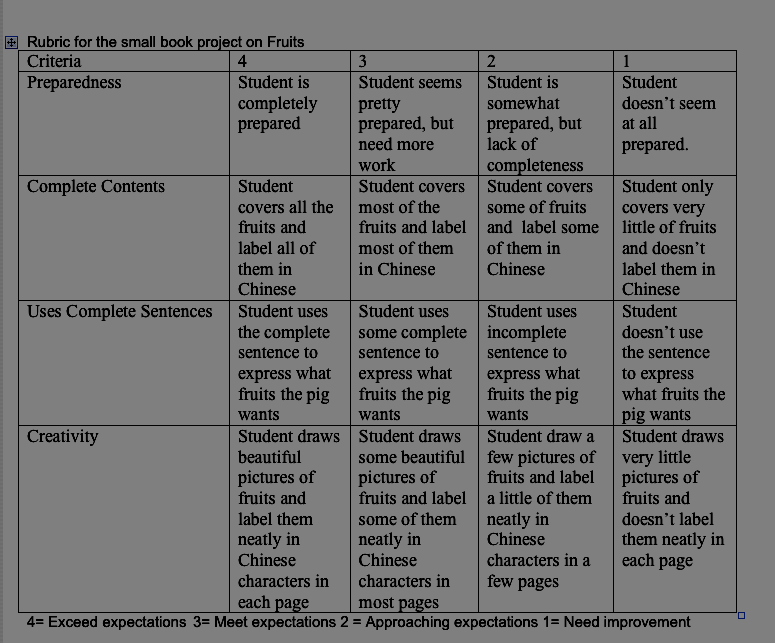 Rubric for the small book project on Fruits
Criteria 4 3 2 1
Preparedness
Student is
completely
prepared
Student seems
pretty
prepared, but
need more
work
Student is
somewhat
prepared, but
lack of
completeness
Student
doesn't seem
at all
prepared.
Complete Contents
Student
covers all the
fruits and
label all of
them in
Chinese
Student covers
most of the
fruits and label
most of them
in Chinese
Student covers
some of fruits
and label some
of them in
Chinese
Student only
covers very
little of fruits
and doesn't
label them in
Chinese
Uses Complete Sentences
Student uses
the complete
sentence to
express what
fruits the pig
wants
Student uses
some complete
sentence to
express what
fruits the pig
wants
Student uses
incomplete
sentence to
express what
fruits the pig
wants
Student
doesn't use
the sentence
to express
what fruits the
pig wants
Creativity
Student draws
beautiful
pictures of
fruits and
label them
neatly in
Chinese
characters in
each page
Student draws
some beautiful
pictures of
fruits and label
some of them
neatly in
Chinese
characters in
most pages
Student draw a
few pictures of
fruits and label
a little of them
neatly in
Chinese
characters in a
few pages
Student draws
very little
pictures of
fruits and
doesn't label
them neatly in
each page
4= Exceed expectations 3= Meet expectations 2 = Approaching expectations 1= Need improvement